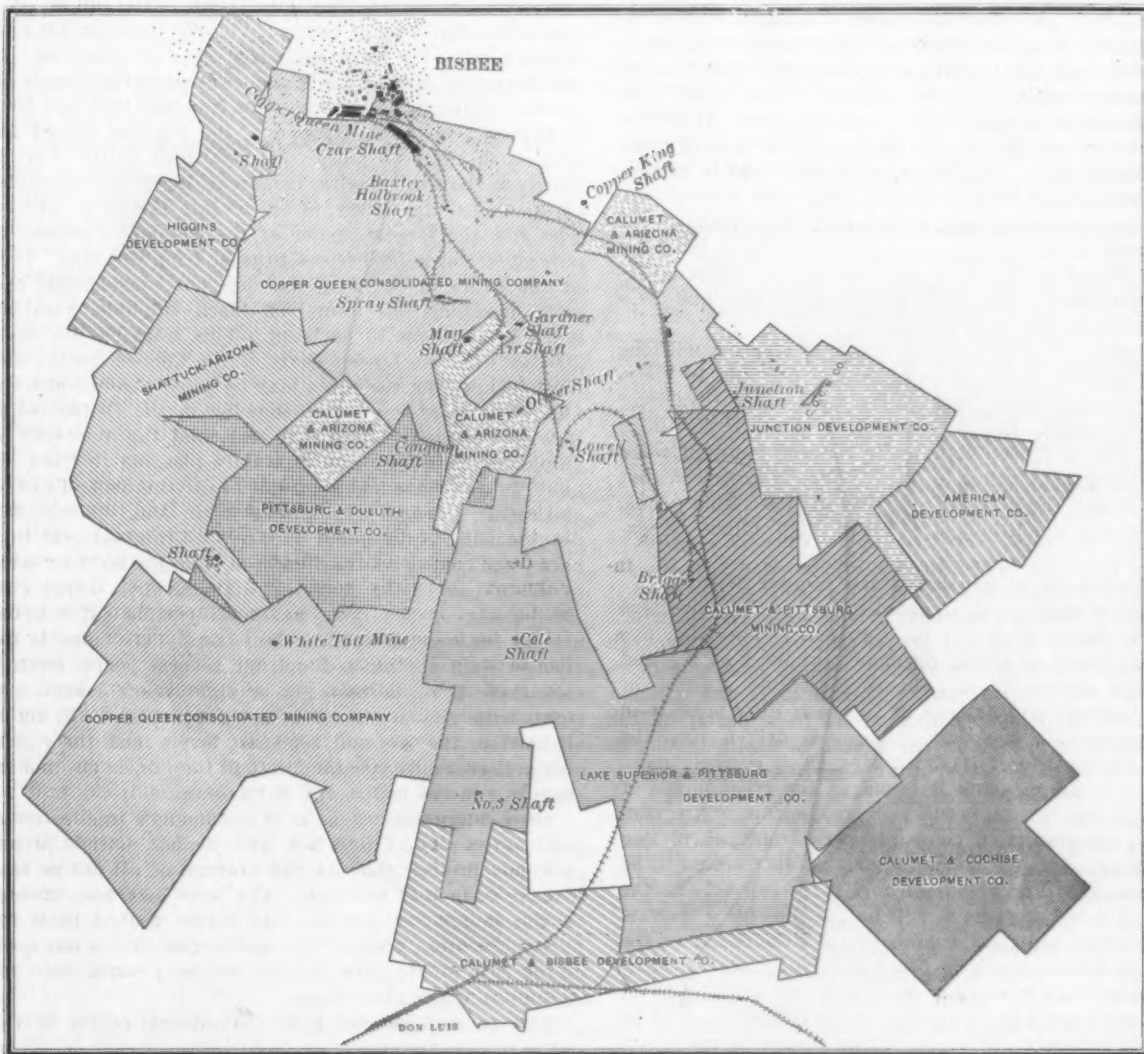 BISBEE
Copper Queen Mine
Czar Shaft
Shaft
Baxter
Holbrook
Shaft
Copper King
Shaft
HIGGINS
DEVELOPMENT CO.
CALUMET
& ARIZONA
MINING CO.
COPPER QUEEN CONSOLIDATED MINING COMPANY
Spray Shaft
Gardner
Shaft
Mag
Shaft
Air Shaft
SHATTUCK-ARIZONA
MINING CO.
Oliver Shaft
Junction
Shaft
JUNCTION DEVELOPMENT CO.
CALUMET
& ARIZONA
MINING CO.
Congdon
Shaft
CALUMET
& ARIZONA
MINING CO.
Lowell
Shaft
AMERICAN
DEVELOPMENT CO.
PITTSBURG & DULUTH
DEVELOPMENT CO.
Shaft
Briggs
Shaft
CALUMET & PITTSBURG
MINING CO.
White Tail Mine
Cole
Shaft
COPPER QUEEN CONSOLIDATED MINING COMPANY
LAKE SUPERIOR & PITTSBURG
DEVELOPMENT CO.
No.3 Shaft
CALUMET & COCHISE
DEVELOPMENT CO.
CALUMET & BISBEE DEVELOPMENT CO.
DON LUIS